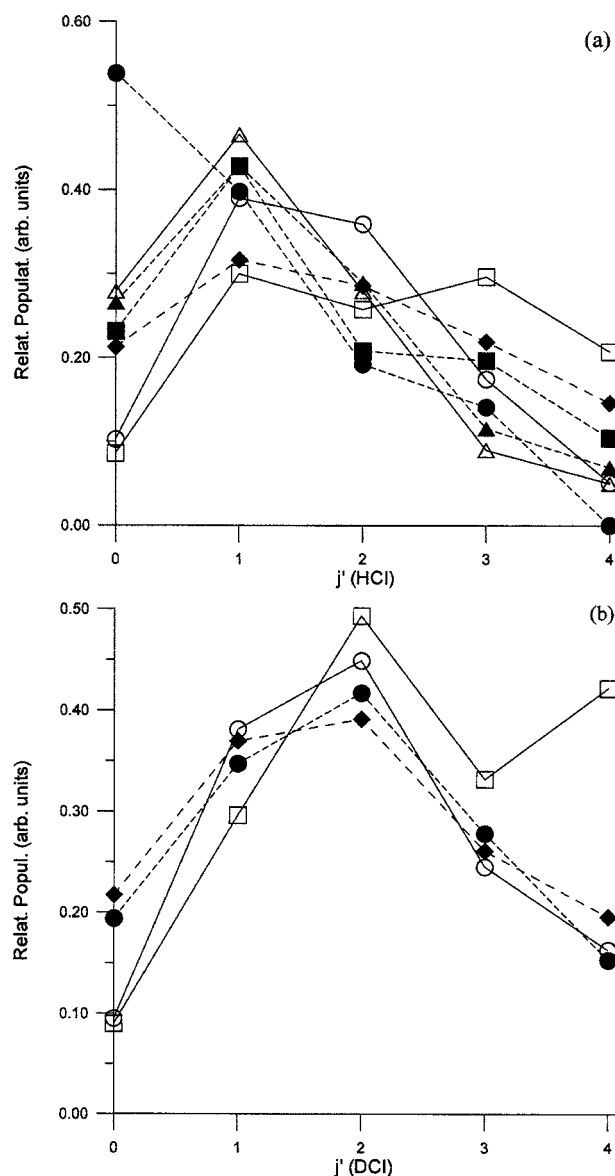 (a)
0.60
0.40
0.20
0.00
Relat. Populat. (arb. units)
0 1 2 3 4
j' (HCl)
(b)
0.50
0.40
0.30
0.20
0.10
0.00
Relat. Popul. (arb. units)
0 1 2 3 4
j' (DCl)